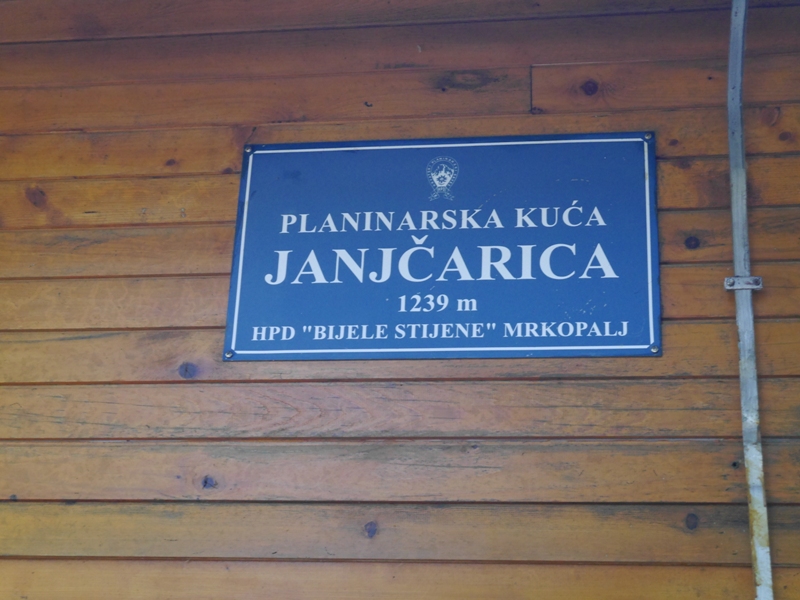 PLANINARSKA KUĆA
JANJČARICA
1239 m
HPD "BIJELE STIJENE" MRKOPALJ